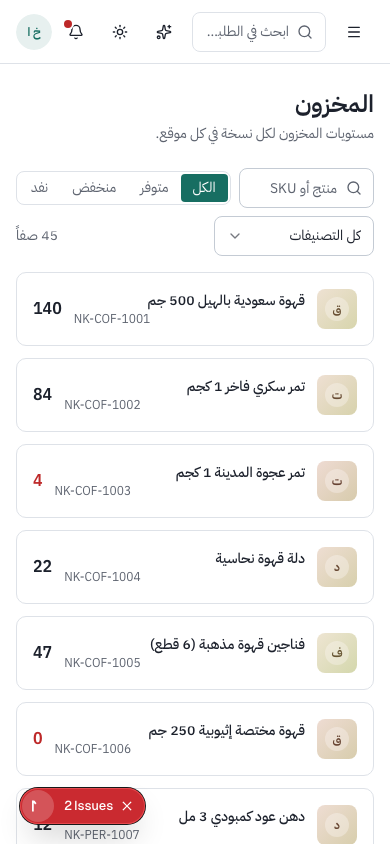 ابحث في الطلب...
خ ا
المخزون
مستويات المخزون لكل نسخة في كل موقع.
منتج أو SKU
الكل
متوفر
منخفض
نفد
كل التصنيفات
45 صفاً
ق
قهوة سعودية بالهيل 500 جم
NK-COF-1001
140
ت
تمر سكري فاخر 1 كجم
NK-COF-1002
84
ت
تمر عجوة المدينة 1 كجم
NK-COF-1003
4
د
دلة قهوة نحاسية
NK-COF-1004
22
ف
فناجين قهوة مذهبة (6 قطع)
NK-COF-1005
47
ق
قهوة مختصة إثيوبية 250 جم
NK-COF-1006
0
د
دهن عود كمبودي 3 مل
NK-PER-1007
12
2 Issues